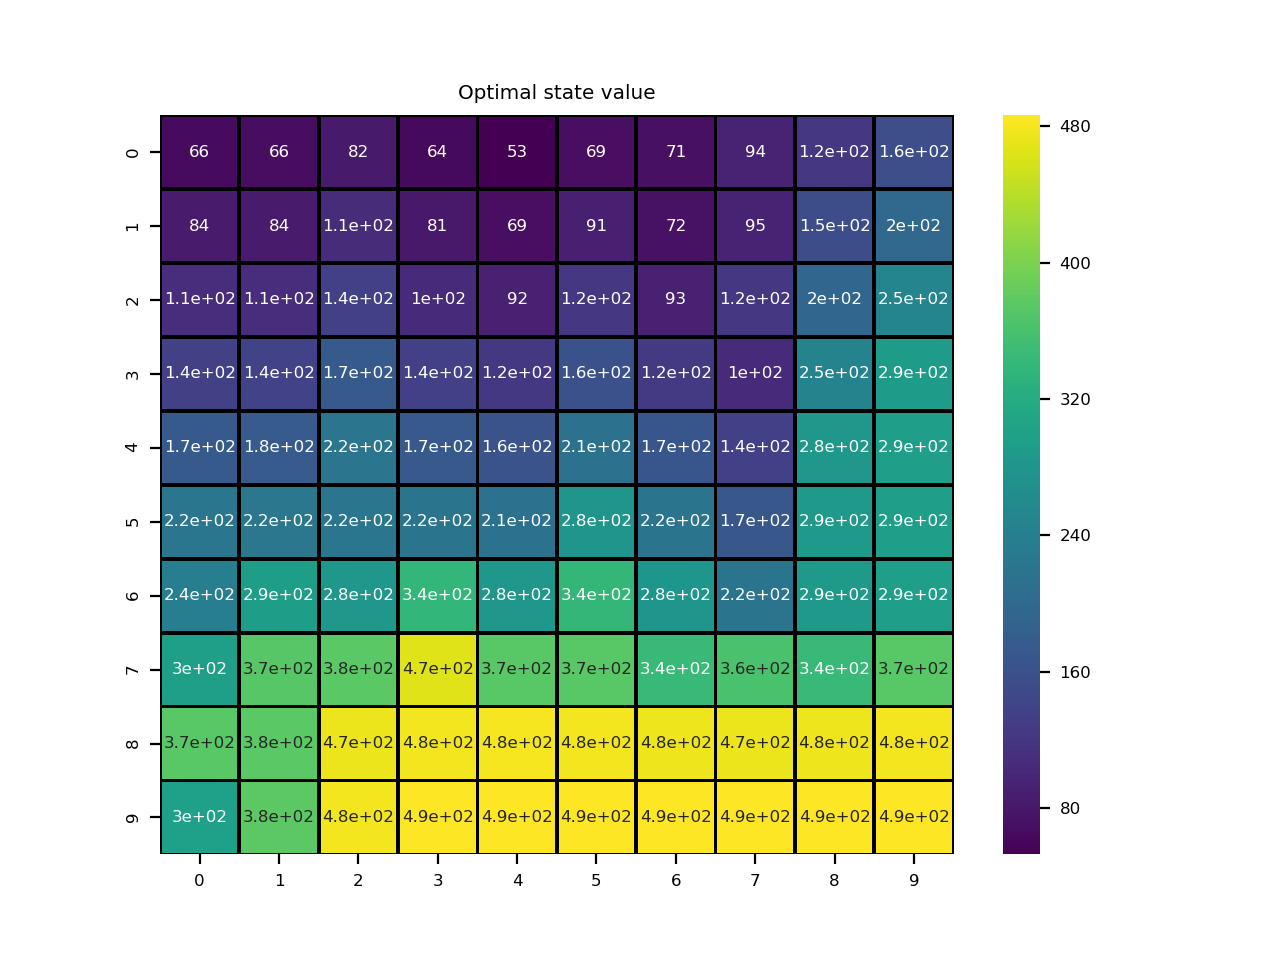 Optimal state value
0 66 66 82 64 53 69 71 94 1.2e+02 1.6e+02
1 84 84 1.1e+02 81 69 91 72 95 1.5e+02 2e+02
2 1.1e+02 1.1e+02 1.4e+02 1e+02 92 1.2e+02 93 1.2e+02 2e+02 2.5e+02
3 1.4e+02 1.4e+02 1.7e+02 1.4e+02 1.2e+02 1.6e+02 1.2e+02 1e+02 2.5e+02 2.9e+02
4 1.7e+02 1.8e+02 2.2e+02 1.7e+02 1.6e+02 2.1e+02 1.7e+02 1.4e+02 2.8e+02 2.9e+02
5 2.2e+02 2.2e+02 2.2e+02 2.2e+02 2.1e+02 2.8e+02 2.2e+02 1.7e+02 2.9e+02 2.9e+02
6 2.4e+02 2.9e+02 2.8e+02 3.4e+02 2.8e+02 3.4e+02 2.8e+02 2.2e+02 2.9e+02 2.9e+02
7 3e+02 3.7e+02 3.8e+02 4.7e+02 3.7e+02 3.7e+02 3.4e+02 3.6e+02 3.4e+02 3.7e+02
8 3.7e+02 3.8e+02 4.7e+02 4.8e+02 4.8e+02 4.8e+02 4.8e+02 4.7e+02 4.8e+02 4.8e+02
9 3e+02 3.8e+02 4.8e+02 4.9e+02 4.9e+02 4.9e+02 4.9e+02 4.9e+02 4.9e+02 4.9e+02
0 1 2 3 4 5 6 7 8 9
480
400
320
240
160
80